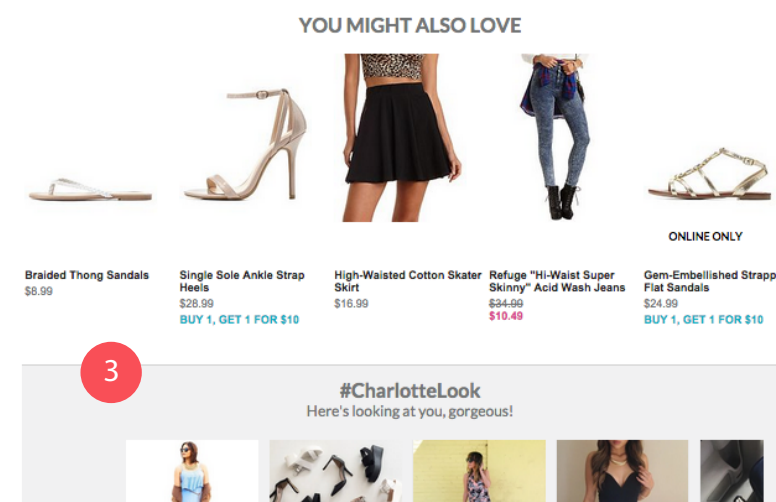 YOU MIGHT ALSO LOVE
ONLINE ONLY
Braided Thong Sandals
$8.99
Single Sole Ankle Strap
Heels
$28.99
BUY 1, GET 1 FOR $10
High-Waisted Cotton Skater
Skirt
$16.99
Refuge "Hi-Waist Super
Skinny" Acid Wash Jeans
$34.99
$10.49
Gem-Embellished Strapp
Flat Sandals
$24.99
BUY 1, GET 1 FOR $10
3
#CharlotteLook
Here's looking at you, gorgeous!